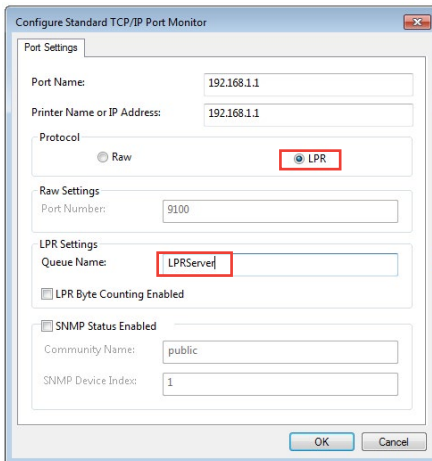 Configure Standard TCP/IP Port Monitor
Port Settings
Port Name: 192.168.1.1
Printer Name or IP Address: 192.168.1.1
Protocol
Raw LPR
Raw Settings
Port Number: 9100
LPR Settings
Queue Name: LPRServer
LPR Byte Counting Enabled
SNMP Status Enabled
Community Name: public
SNMP Device Index: 1
OK Cancel